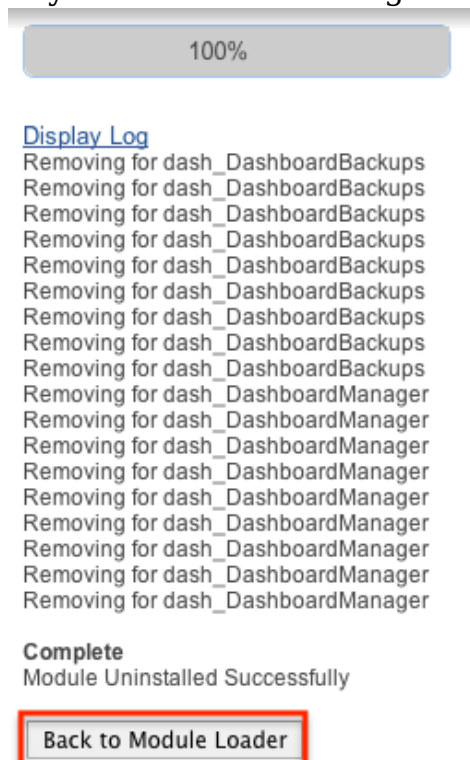 100%
Display Log
Removing for dash_DashboardBackups
Removing for dash_DashboardBackups
Removing for dash_DashboardBackups
Removing for dash_DashboardBackups
Removing for dash_DashboardBackups
Removing for dash_DashboardBackups
Removing for dash_DashboardBackups
Removing for dash_DashboardBackups
Removing for dash_DashboardBackups
Removing for dash_DashboardManager
Removing for dash_DashboardManager
Removing for dash_DashboardManager
Removing for dash_DashboardManager
Removing for dash_DashboardManager
Removing for dash_DashboardManager
Removing for dash_DashboardManager
Removing for dash_DashboardManager
Removing for dash_DashboardManager
Complete
Module Uninstalled Successfully
Back to Module Loader